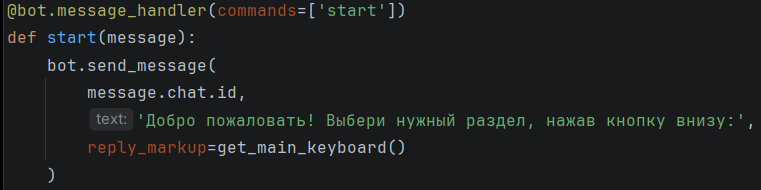 @bot.message_handler(commands=['start'])
def start(message):
    bot.send_message(
        message.chat.id,
        text: 'Добро пожаловать! Выбери нужный раздел, нажав кнопку внизу:',
        reply_markup=get_main_keyboard()
    )